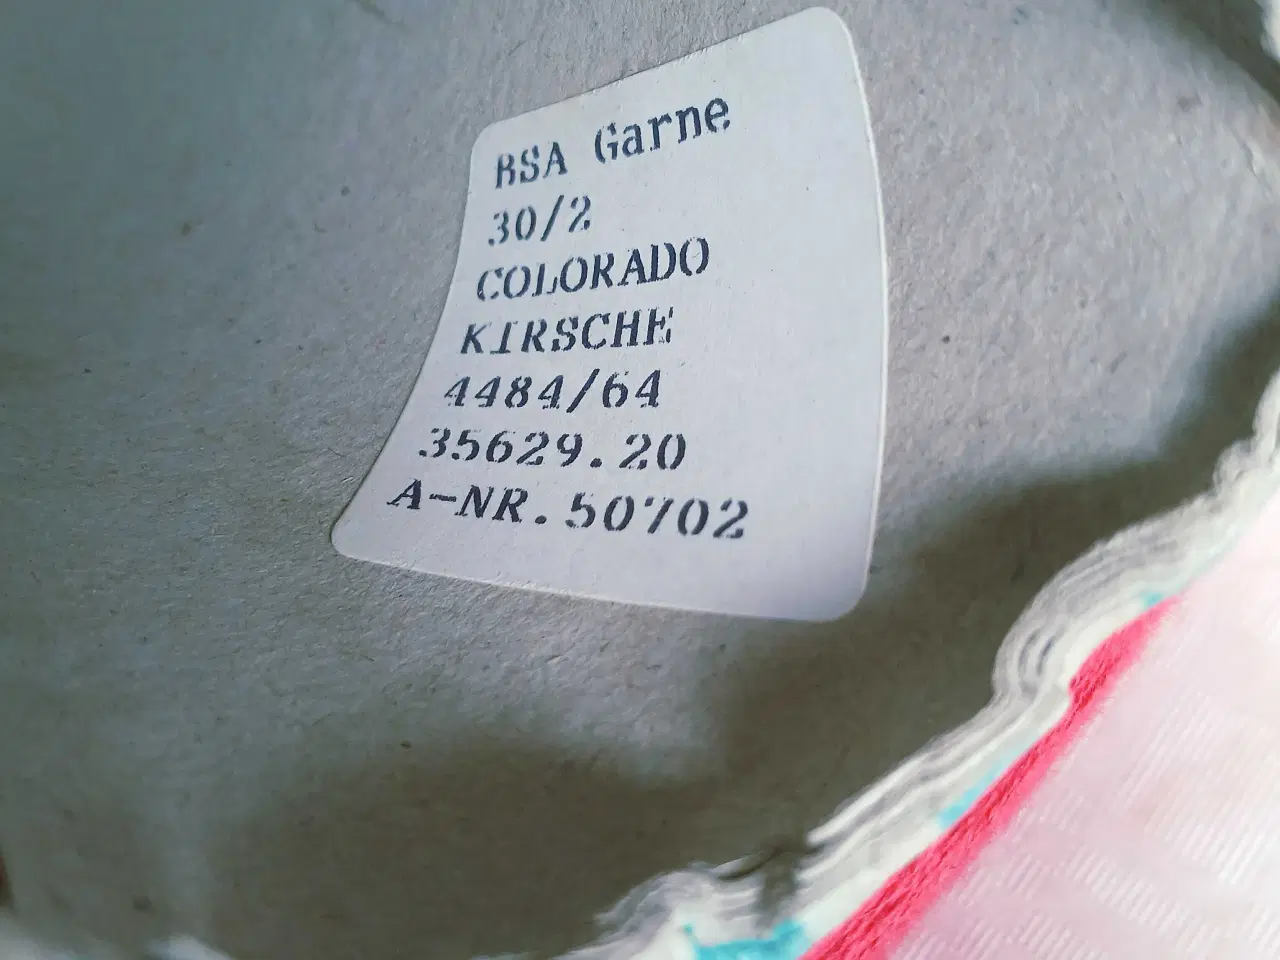 BSA Garne
30/2
COLORADO
KIRSCHE
4484/64
35629.20
A-NR.50702